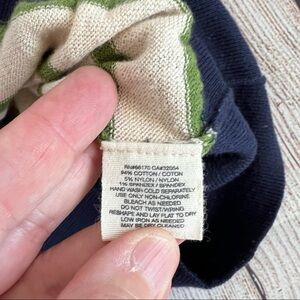 RN#66170 CA#32054
94% COTTON / COTON
5% NYLON / NYLON
1% SPANDEX / SPANDEX
HAND WASH COLD SEPARATELY
USE ONLY NON-CHLORINE
BLEACH AS NEEDED
DO NOT TWIST/WRING
RESHAPE AND LAY FLAT TO DRY
LOW IRON AS NEEDED
MAY BE DRY CLEANED